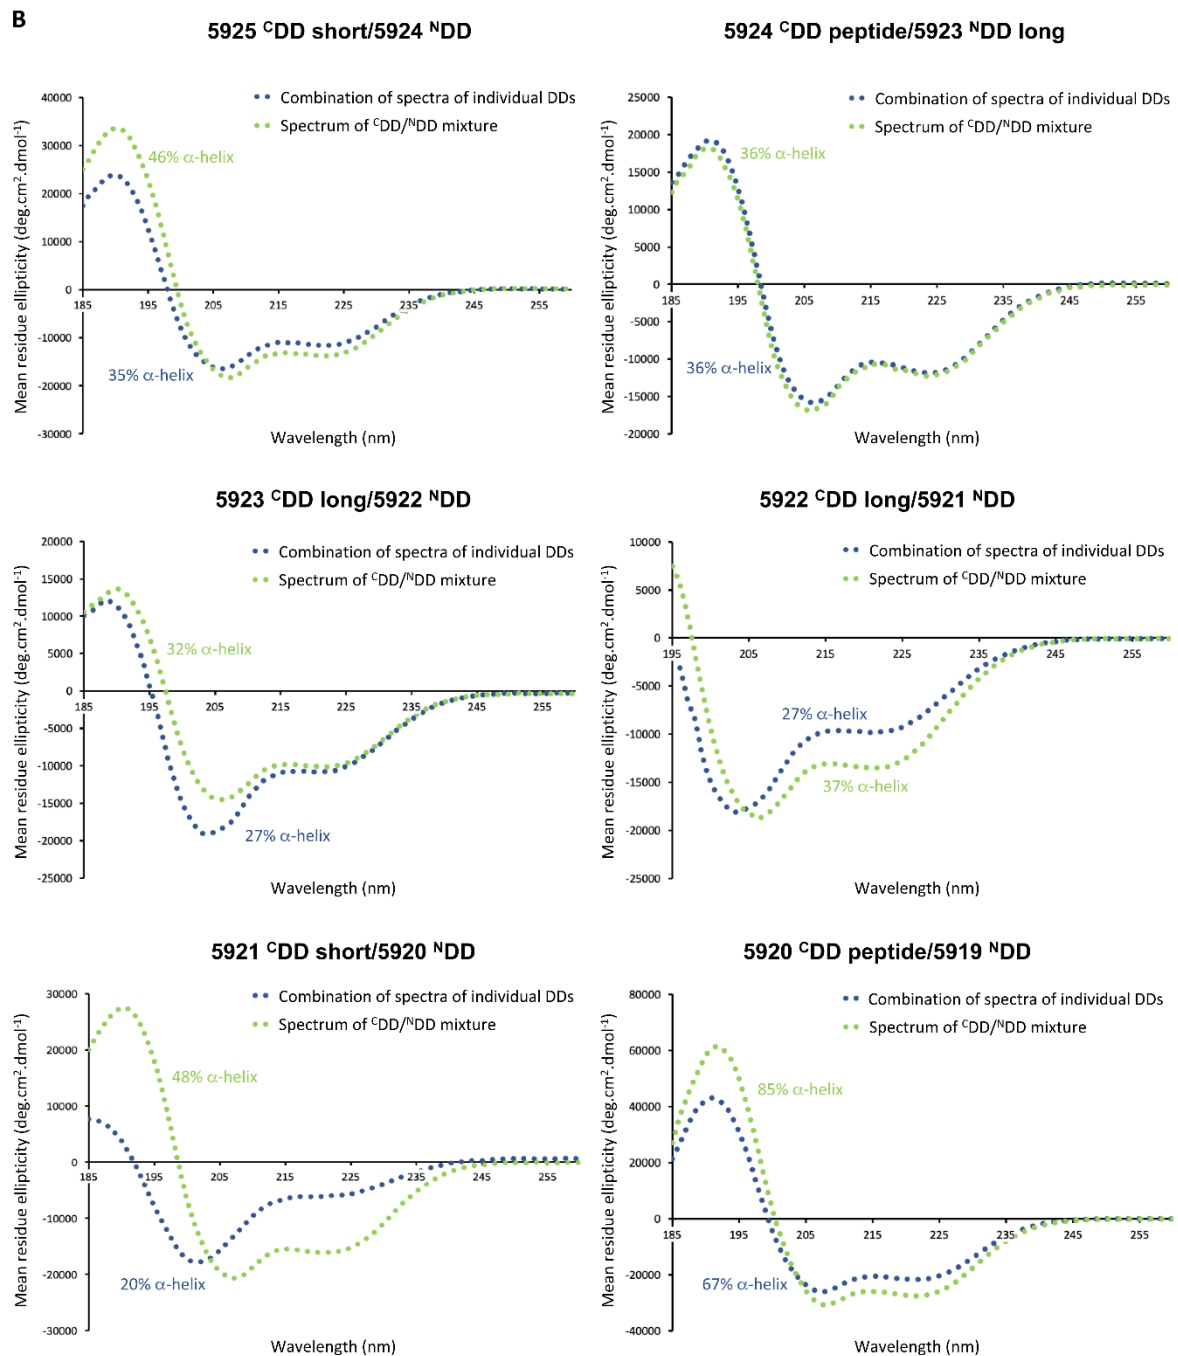 B
5925 ᶜDD short/5924 ᴺDD
Combination of spectra of individual DDs
Spectrum of ᶜDD/ᴺDD mixture
46% α-helix
35% α-helix
40000
30000
20000
10000
0
-10000
-20000
-30000
185 195 205 215 225 235 245 255
Mean residue ellipticity (deg.cm².dmol⁻¹)
Wavelength (nm)
5924 ᶜDD peptide/5923 ᴺDD long
Combination of spectra of individual DDs
Spectrum of ᶜDD/ᴺDD mixture
36% α-helix
36% α-helix
25000
20000
15000
10000
5000
0
-5000
-10000
-15000
-20000
185 195 205 215 225 235 245 255
Mean residue ellipticity (deg.cm².dmol⁻¹)
Wavelength (nm)
5923 ᶜDD long/5922 ᴺDD
Combination of spectra of individual DDs
Spectrum of ᶜDD/ᴺDD mixture
32% α-helix
27% α-helix
20000
15000
10000
5000
0
-5000
-10000
-15000
-20000
-25000
185 195 205 215 225 235 245 255
Mean residue ellipticity (deg.cm².dmol⁻¹)
Wavelength (nm)
5922 ᶜDD long/5921 ᴺDD
Combination of spectra of individual DDs
Spectrum of ᶜDD/ᴺDD mixture
27% α-helix
37% α-helix
10000
5000
0
-5000
-10000
-15000
-20000
-25000
195 205 215 225 235 245 255
Mean residue ellipticity (deg.cm².dmol⁻¹)
Wavelength (nm)
5921 ᶜDD short/5920 ᴺDD
Combination of spectra of individual DDs
Spectrum of ᶜDD/ᴺDD mixture
48% α-helix
20% α-helix
30000
20000
10000
0
-10000
-20000
-30000
185 195 205 215 225 235 245 255
Mean residue ellipticity (deg.cm².dmol⁻¹)
Wavelength (nm)
5920 ᶜDD peptide/5919 ᴺDD
Combination of spectra of individual DDs
Spectrum of ᶜDD/ᴺDD mixture
85% α-helix
67% α-helix
80000
60000
40000
20000
0
-20000
-40000
185 195 205 215 225 235 245 255
Mean residue ellipticity (deg.cm².dmol⁻¹)
Wavelength (nm)